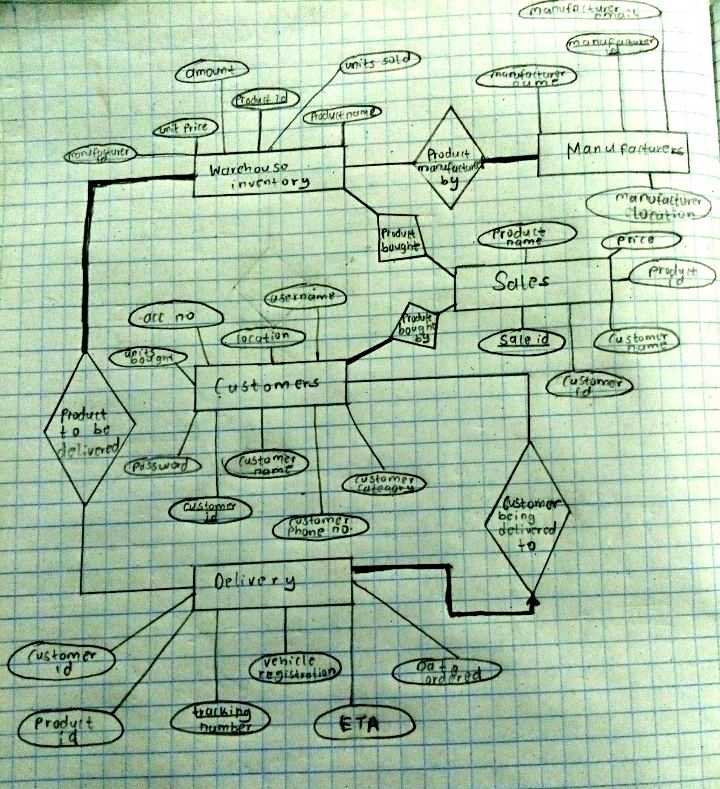 manufacturer
email
manufacturer
id
units sold
amount
manufacturer
name
Product id
Product name
unit price
manufacturer
id
Warehouse
inventory
Product
manufactured
by
Manufacturers
manufacturer
location
Product
bought
Product
name
price
Product
id
Sales
username
acc no
location
Product
bought
by
Sale id
Customer
name
units
bought
Customers
Customer
id
Product
to be
delivered
password
Customer
name
Customer
category
Customer
id
Customer
phone no.
Customer
being
delivered
to
Delivery
Customer
id
vehicle
registration
Date
ordered
Product
id
tracking
number
ETA